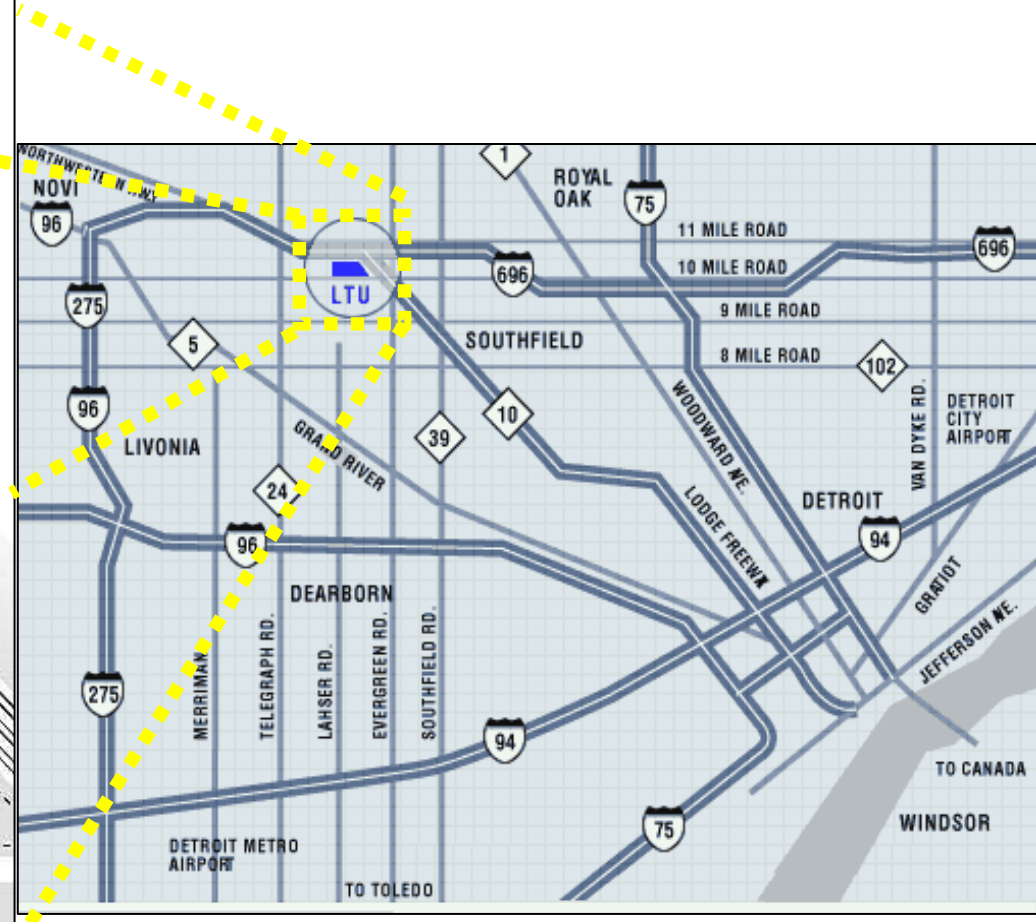 NORTHWESTERN HWY
NOVI
96
1
ROYAL
OAK
75
11 MILE ROAD
696
10 MILE ROAD
696
LTU
275
9 MILE ROAD
5
SOUTHFIELD
8 MILE ROAD
102
96
10
39
WOODWARD AVE.
VAN DYKE RD.
DETROIT
CITY
AIRPORT
LIVONIA
GRAND RIVER
24
LODGE FREEWAY
DETROIT
94
96
DEARBORN
GRATIOT
JEFFERSON AVE.
275
MERRIMAN
TELEGRAPH RD.
LAHSER RD.
EVERGREEN RD.
SOUTHFIELD RD.
94
TO CANADA
75
WINDSOR
DETROIT METRO
AIRPORT
TO TOLEDO